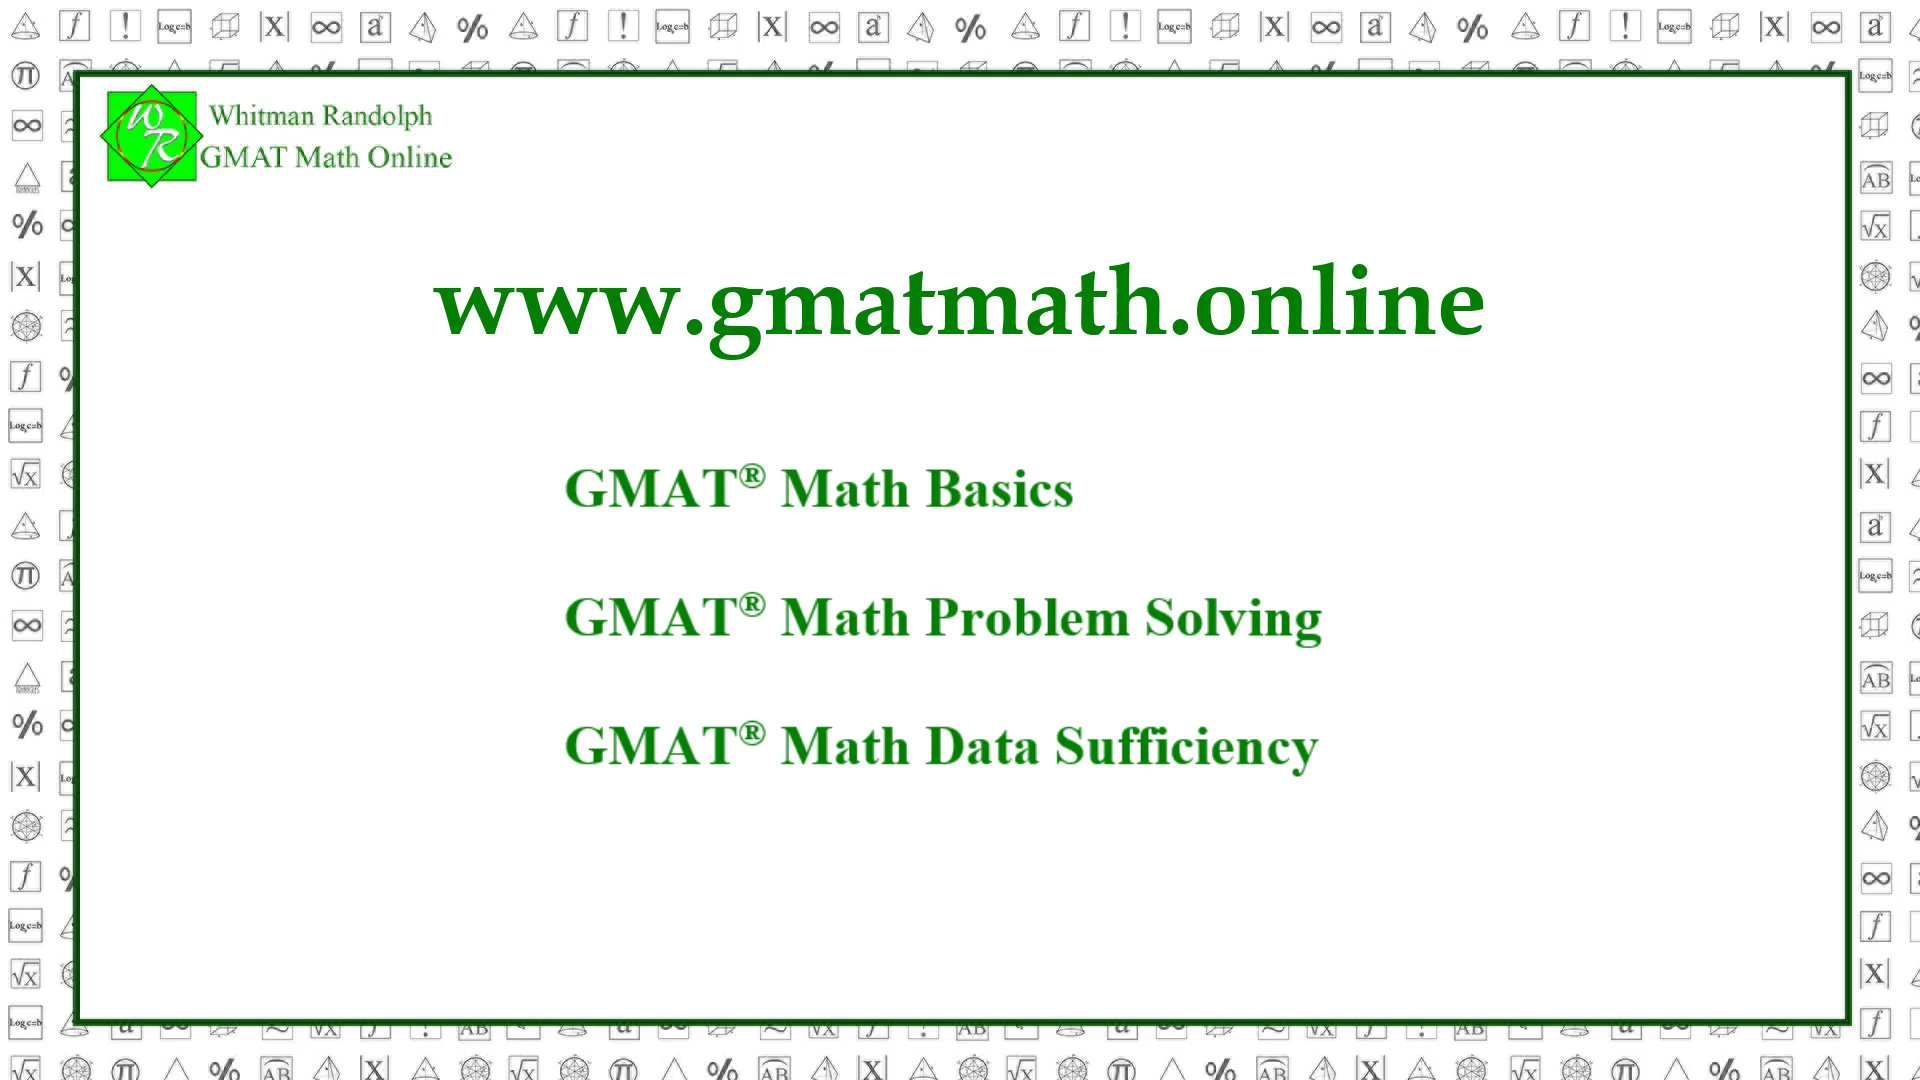 Whitman Randolph
GMAT Math Online
www.gmatmath.online
GMAT® Math Basics
GMAT® Math Problem Solving
GMAT® Math Data Sufficiency